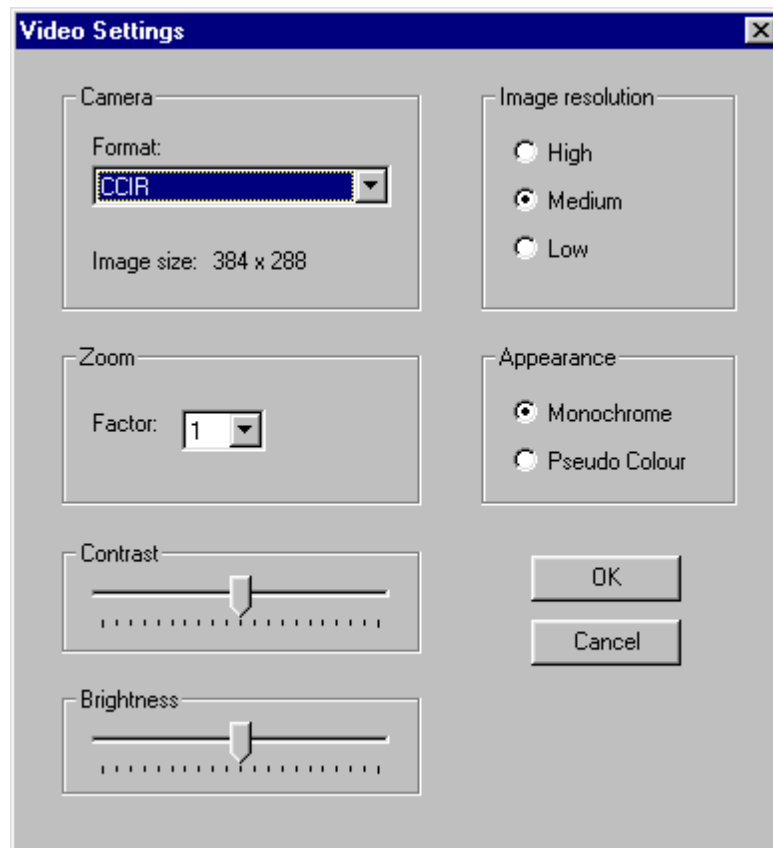 Video Settings
Camera
Format:
CCIR
Image size: 384 x 288
Image resolution
High
Medium
Low
Zoom
Factor: 1
Appearance
Monochrome
Pseudo Colour
Contrast
Brightness
OK
Cancel